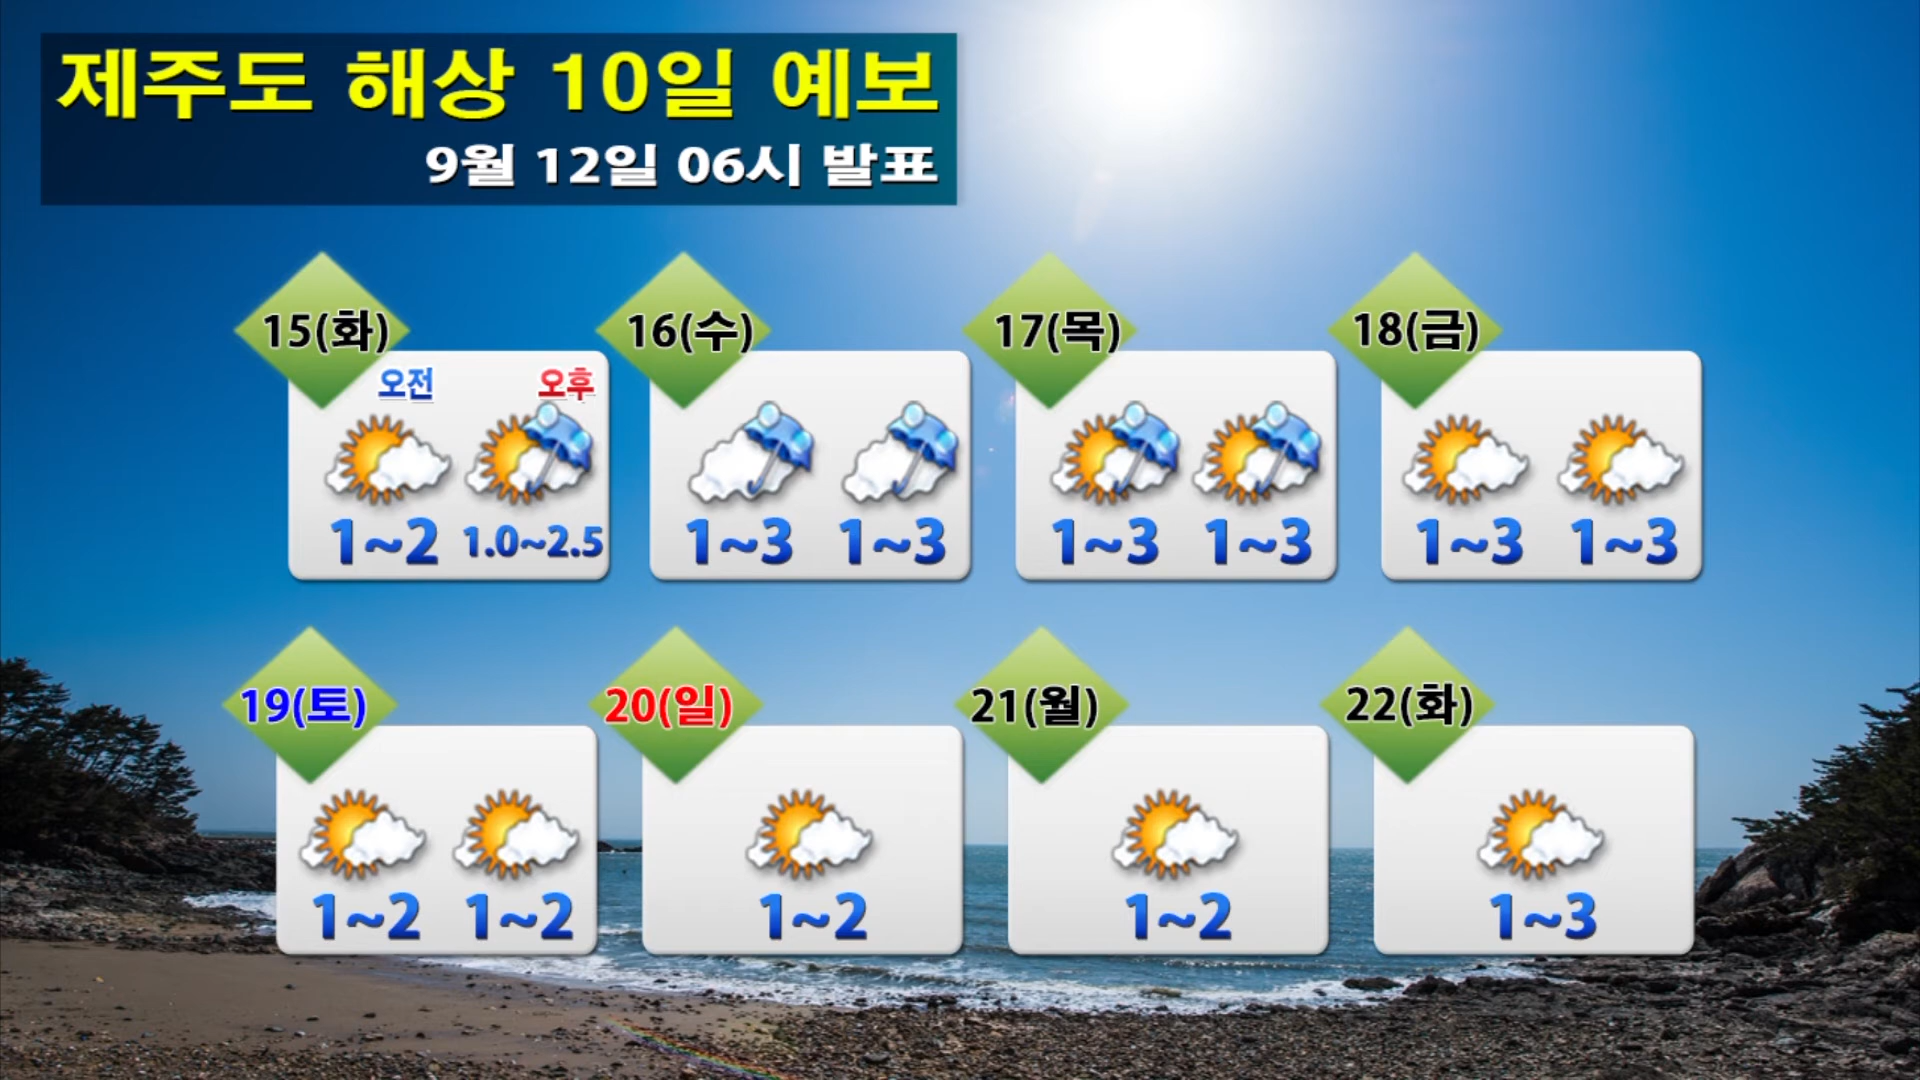 제주도 해상 10일 예보
9월 12일 06시 발표
15(화)
16(수)
17(목)
18(금)
오전 오후
1~2 1.0~2.5
1~3 1~3
1~3 1~3
1~3 1~3
19(토)
20(일)
21(월)
22(화)
1~2 1~2
1~2
1~2
1~3